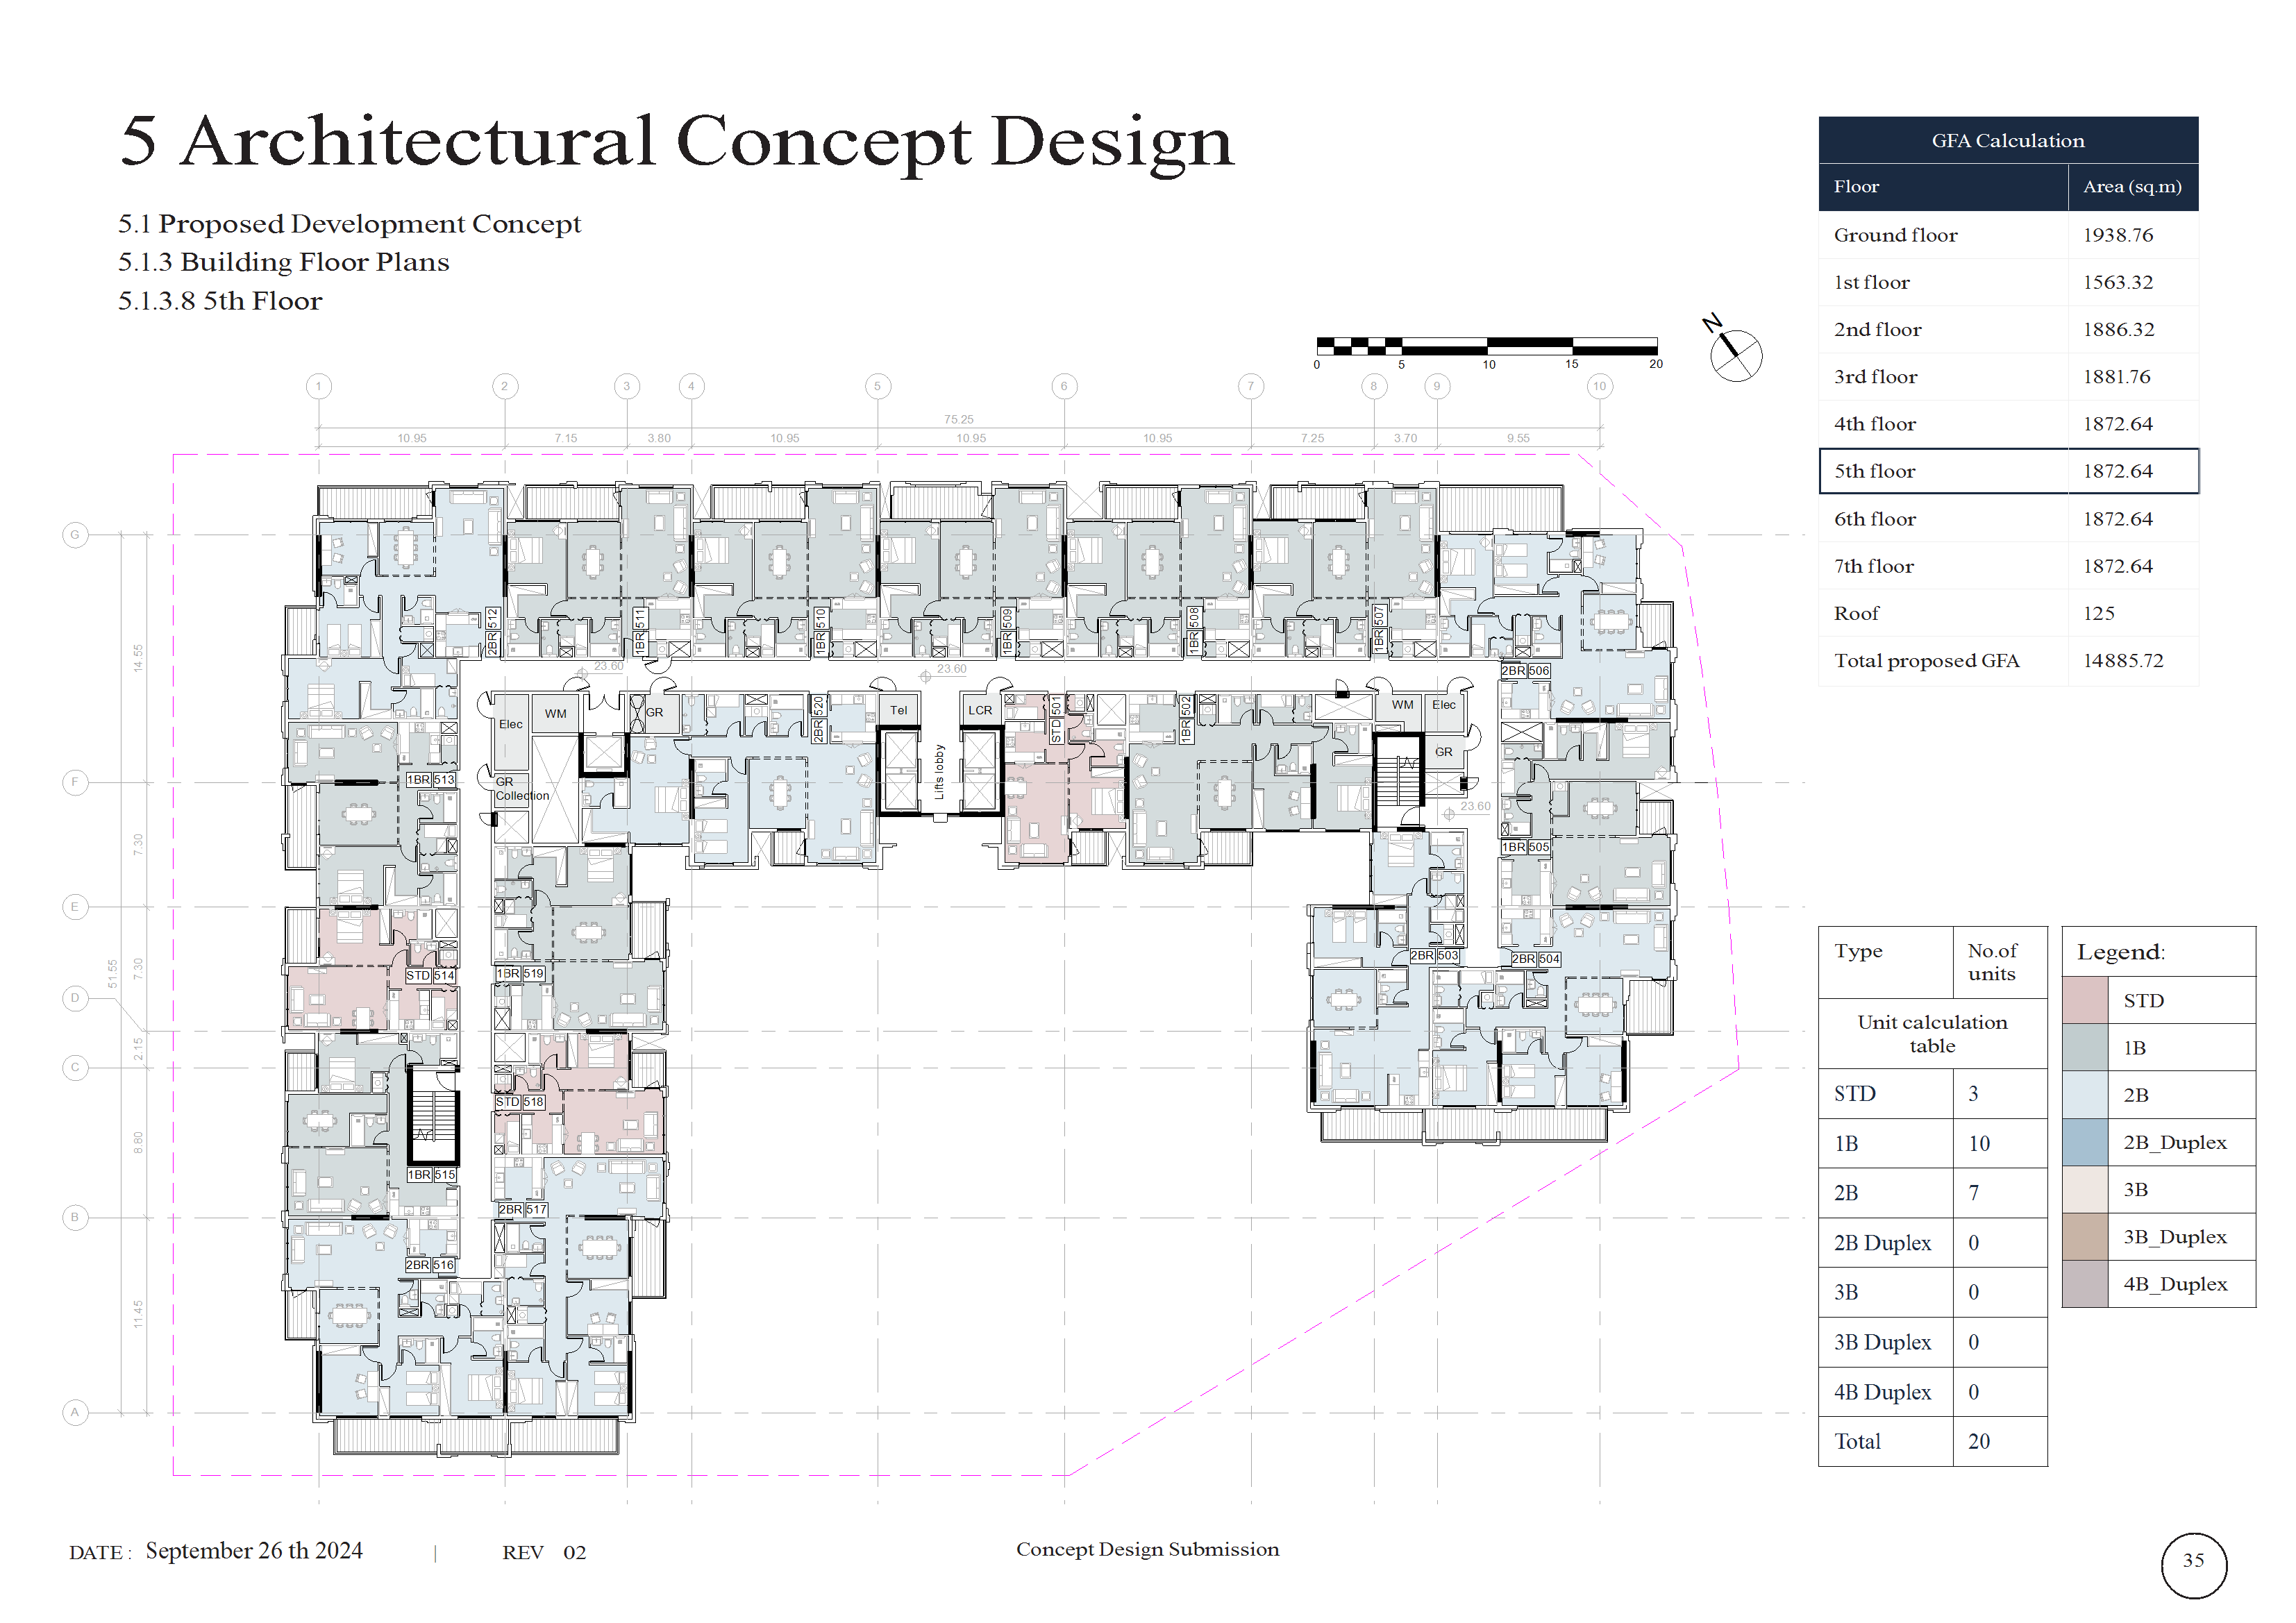 5 Architectural Concept Design
5.1 Proposed Development Concept
5.1.3 Building Floor Plans
5.1.3.8 5th Floor
GFA Calculation
Floor Area (sq.m)
Ground floor 1938.76
1st floor 1563.32
2nd floor 1886.32
3rd floor 1881.76
4th floor 1872.64
5th floor 1872.64
6th floor 1872.64
7th floor 1872.64
Roof 125
Total proposed GFA 14885.72
N
0 5 10 15 20
1 2 3 4 5 6 7 8 9 10
75.25
10.95 7.15 3.80 10.95 10.95 10.95 7.25 3.70 9.55
G
F
E
D
C
B
A
51.55
14.55
7.30
7.30
2.15
8.80
11.45
2BR 512
1BR 511
1BR 510
1BR 509
1BR 508
1BR 507
2BR 506
23.60
23.60
Elec
WM
GR
2BR 520
Tel
LCR
STD 501
1BR 502
WM
Elec
GR
Lifts lobby
GR
Collection
23.60
1BR 513
1BR 505
STD 514
1BR 519
2BR 503
2BR 504
STD 518
1BR 515
2BR 517
2BR 516
Type No.of
units
Unit calculation
table
STD 3
1B 10
2B 7
2B Duplex 0
3B 0
3B Duplex 0
4B Duplex 0
Total 20
Legend:
STD
1B
2B
2B_Duplex
3B
3B_Duplex
4B_Duplex
DATE : September 26 th 2024 | REV 02
Concept Design Submission
35